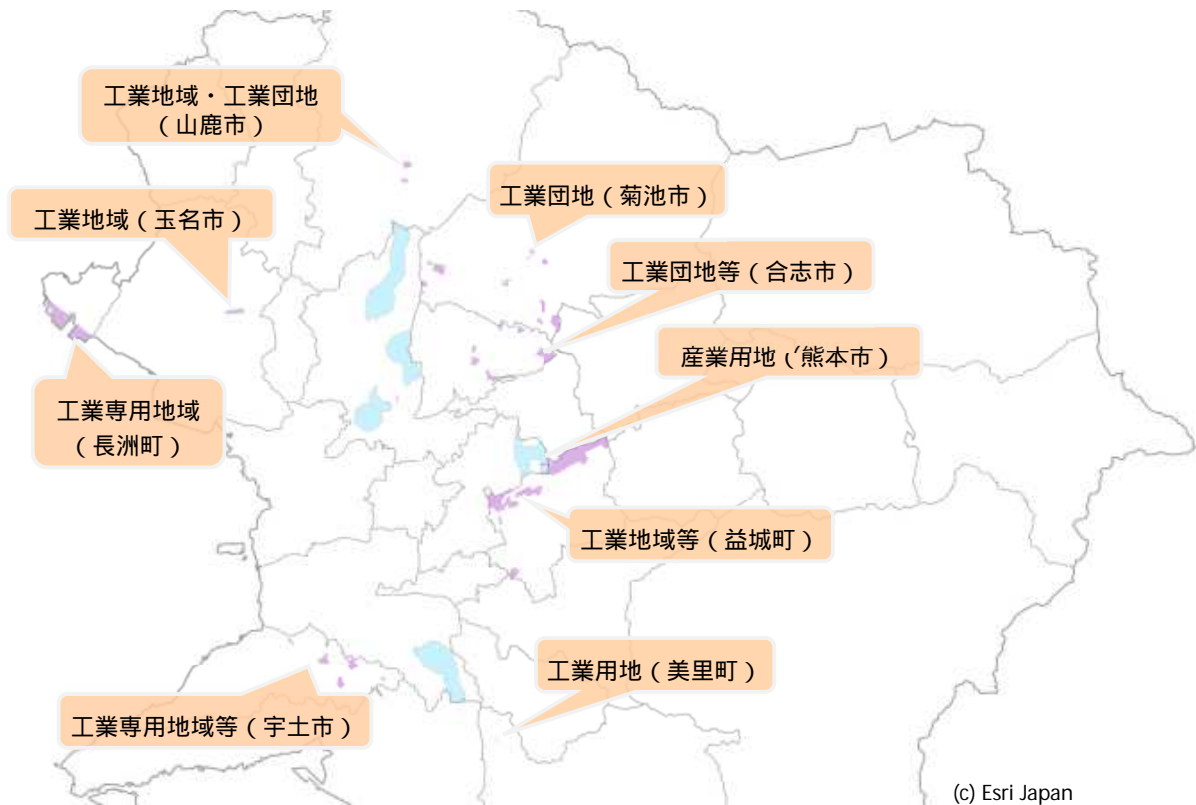 工業地域・工業団地
(山鹿市)
工業団地(菊池市)
工業地域(玉名市)
工業団地等(合志市)
産業用地(熊本市)
工業専用地域
(長洲町)
工業地域等(益城町)
工業用地(美里町)
工業専用地域等(宇土市)
(c) Esri Japan